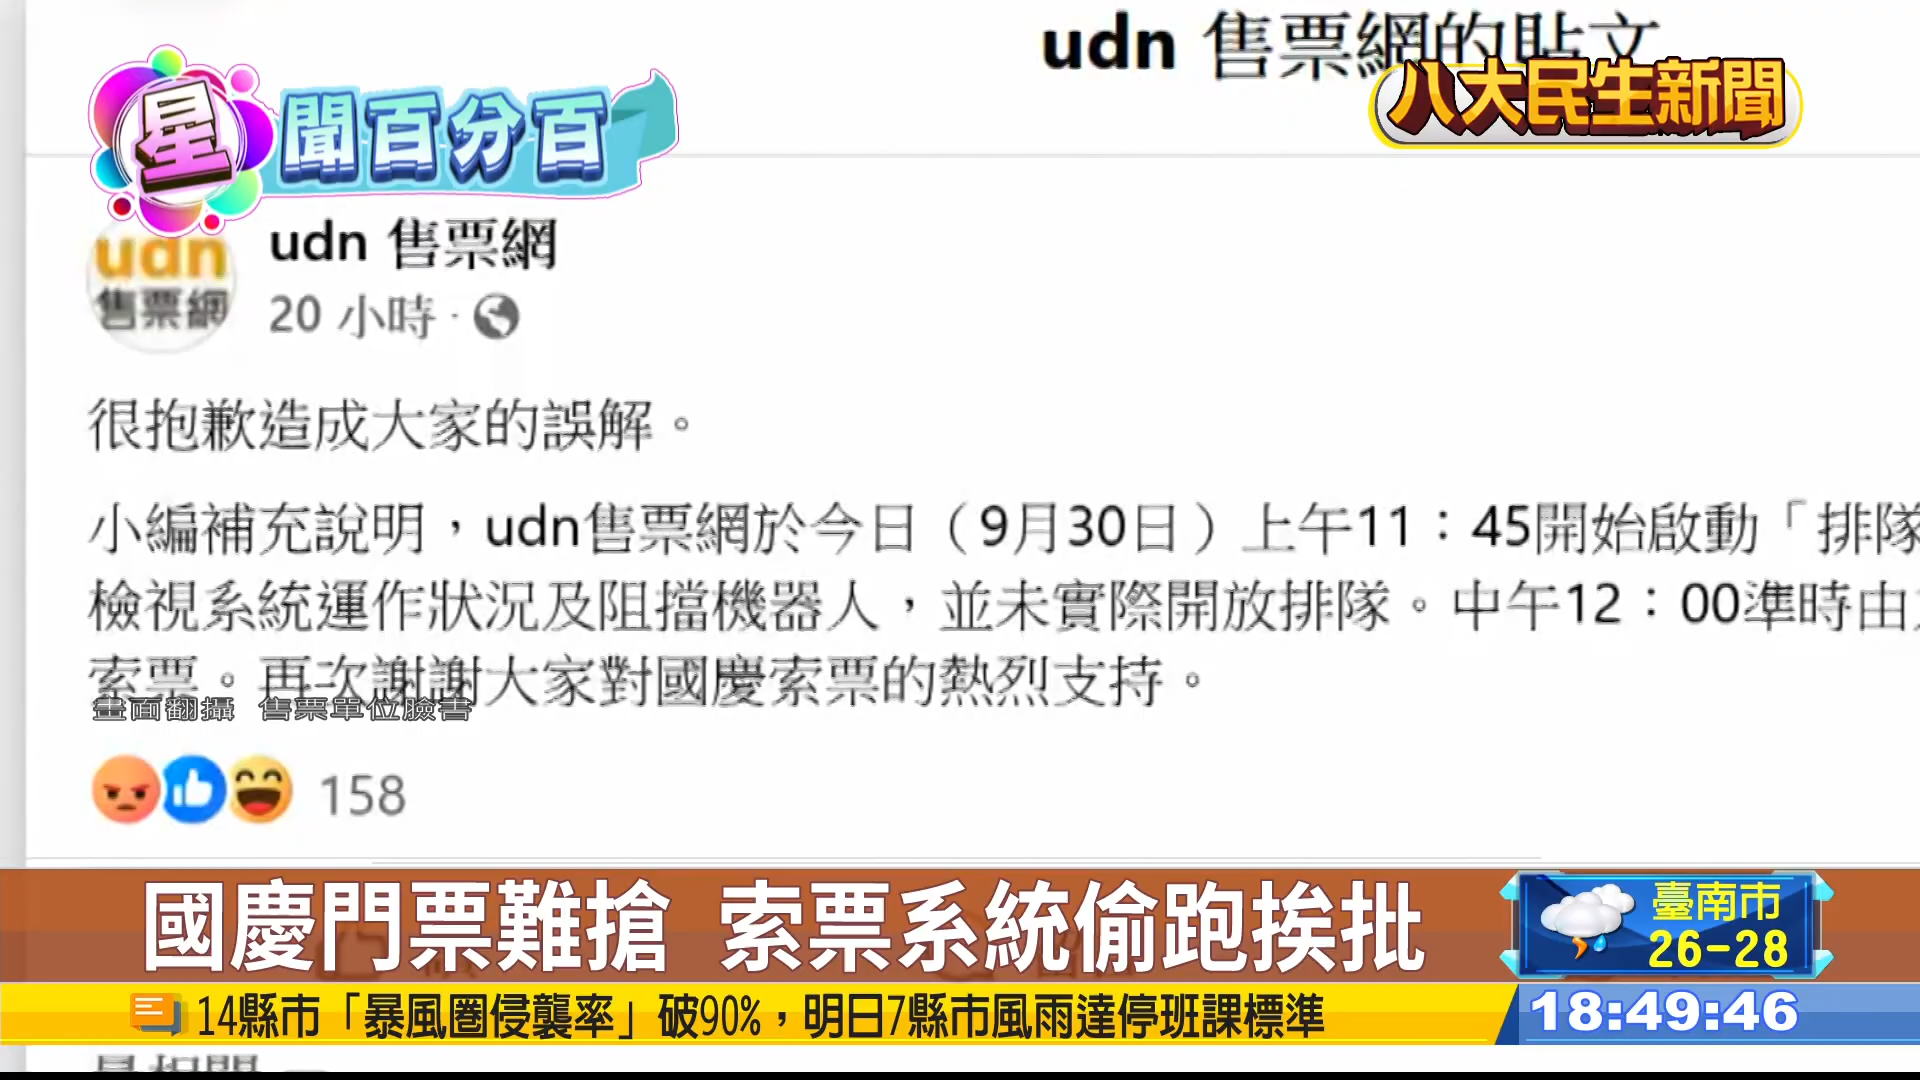 udn 售票網的貼文
八大民生新聞
星聞百分百
udn 售票網
udn 售票網
20 小時 ·
很抱歉造成大家的誤解。
小編補充說明，udn售票網於今日（9月30日）上午11：45開始啟動「排隊
檢視系統運作狀況及阻擋機器人，並未實際開放排隊。中午12：00準時由
索票。再次謝謝大家對國慶索票的熱烈支持。
畫面翻攝 售票單位臉書
158
國慶門票難搶 索票系統偷跑挨批
臺南市
26-28
14縣市「暴風圈侵襲率」破90%，明日7縣市風雨達停班課標準
18:49:46